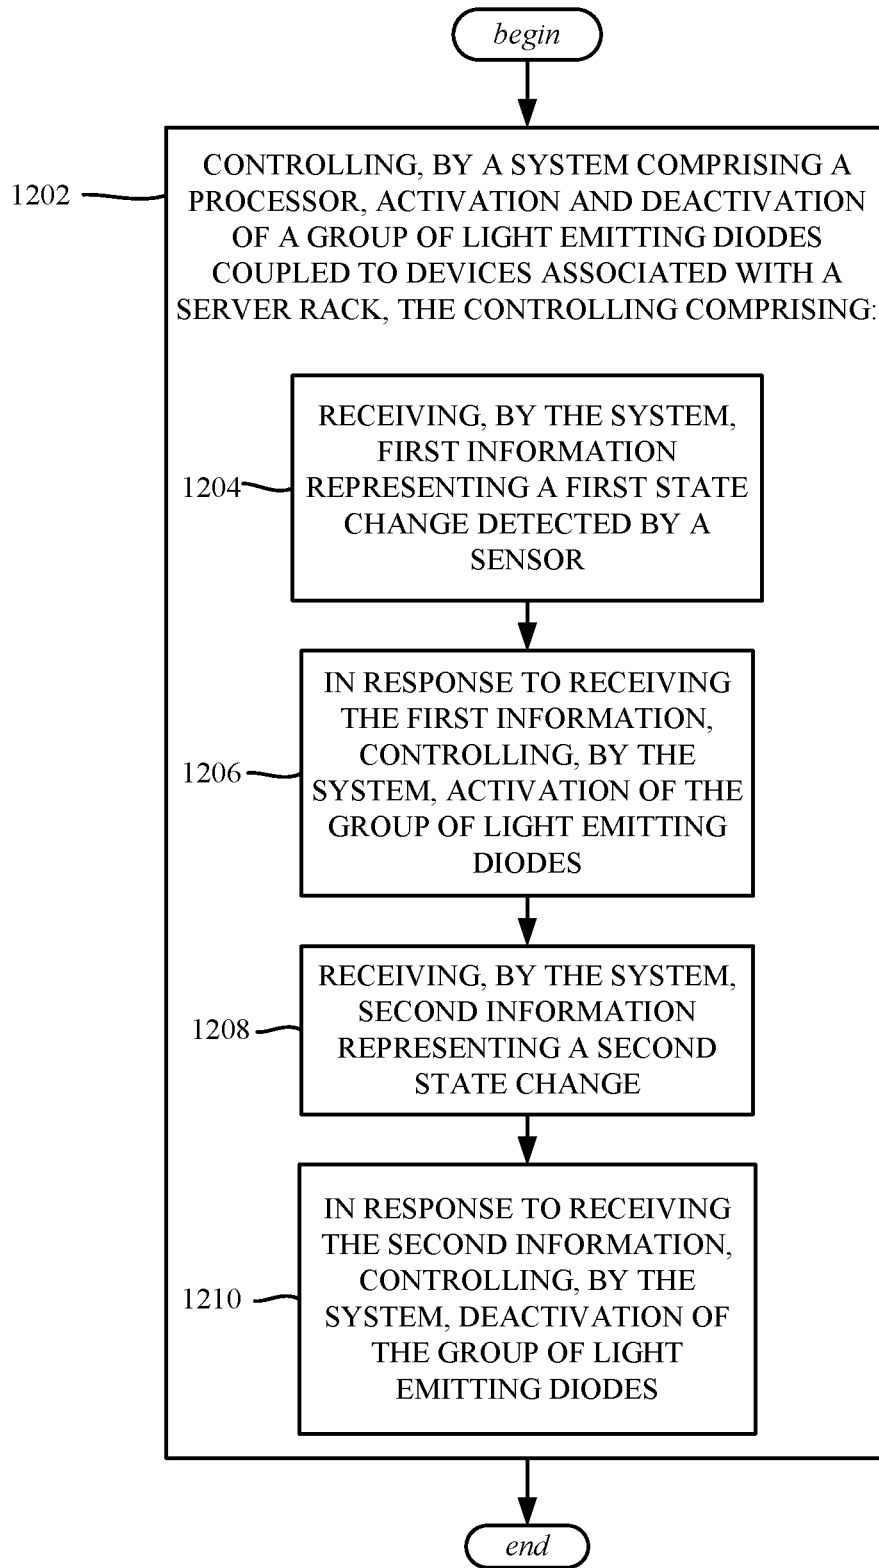 begin
1202
CONTROLLING, BY A SYSTEM COMPRISING A
PROCESSOR, ACTIVATION AND DEACTIVATION
OF A GROUP OF LIGHT EMITTING DIODES
COUPLED TO DEVICES ASSOCIATED WITH A
SERVER RACK, THE CONTROLLING COMPRISING:
1204
RECEIVING, BY THE SYSTEM,
FIRST INFORMATION
REPRESENTING A FIRST STATE
CHANGE DETECTED BY A
SENSOR
1206
IN RESPONSE TO RECEIVING
THE FIRST INFORMATION,
CONTROLLING, BY THE
SYSTEM, ACTIVATION OF THE
GROUP OF LIGHT EMITTING
DIODES
1208
RECEIVING, BY THE SYSTEM,
SECOND INFORMATION
REPRESENTING A SECOND
STATE CHANGE
1210
IN RESPONSE TO RECEIVING
THE SECOND INFORMATION,
CONTROLLING, BY THE
SYSTEM, DEACTIVATION OF
THE GROUP OF LIGHT
EMITTING DIODES
end